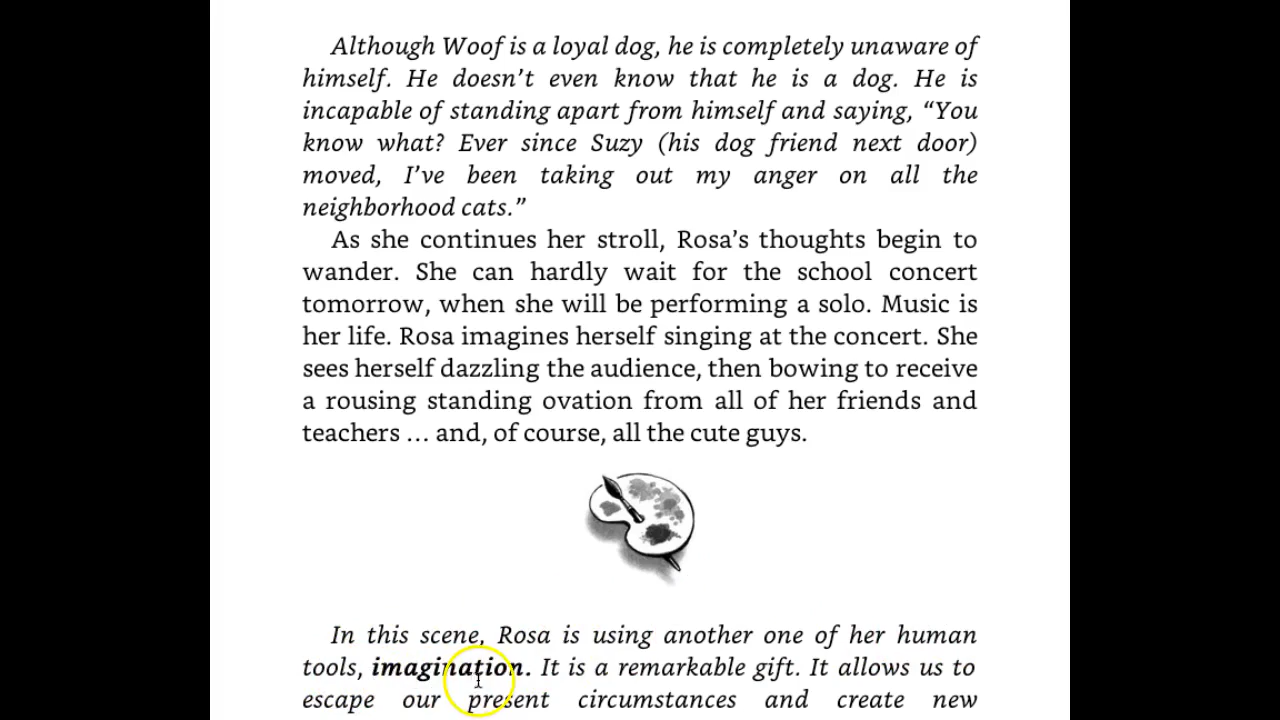 Although Woof is a loyal dog, he is completely unaware of
himself. He doesn’t even know that he is a dog. He is
incapable of standing apart from himself and saying, “You
know what? Ever since Suzy (his dog friend next door)
moved, I’ve been taking out my anger on all the
neighborhood cats.”
As she continues her stroll, Rosa’s thoughts begin to
wander. She can hardly wait for the school concert
tomorrow, when she will be performing a solo. Music is
her life. Rosa imagines herself singing at the concert. She
sees herself dazzling the audience, then bowing to receive
a rousing standing ovation from all of her friends and
teachers … and, of course, all the cute guys.
In this scene, Rosa is using another one of her human
tools, imagination. It is a remarkable gift. It allows us to
escape our present circumstances and create new